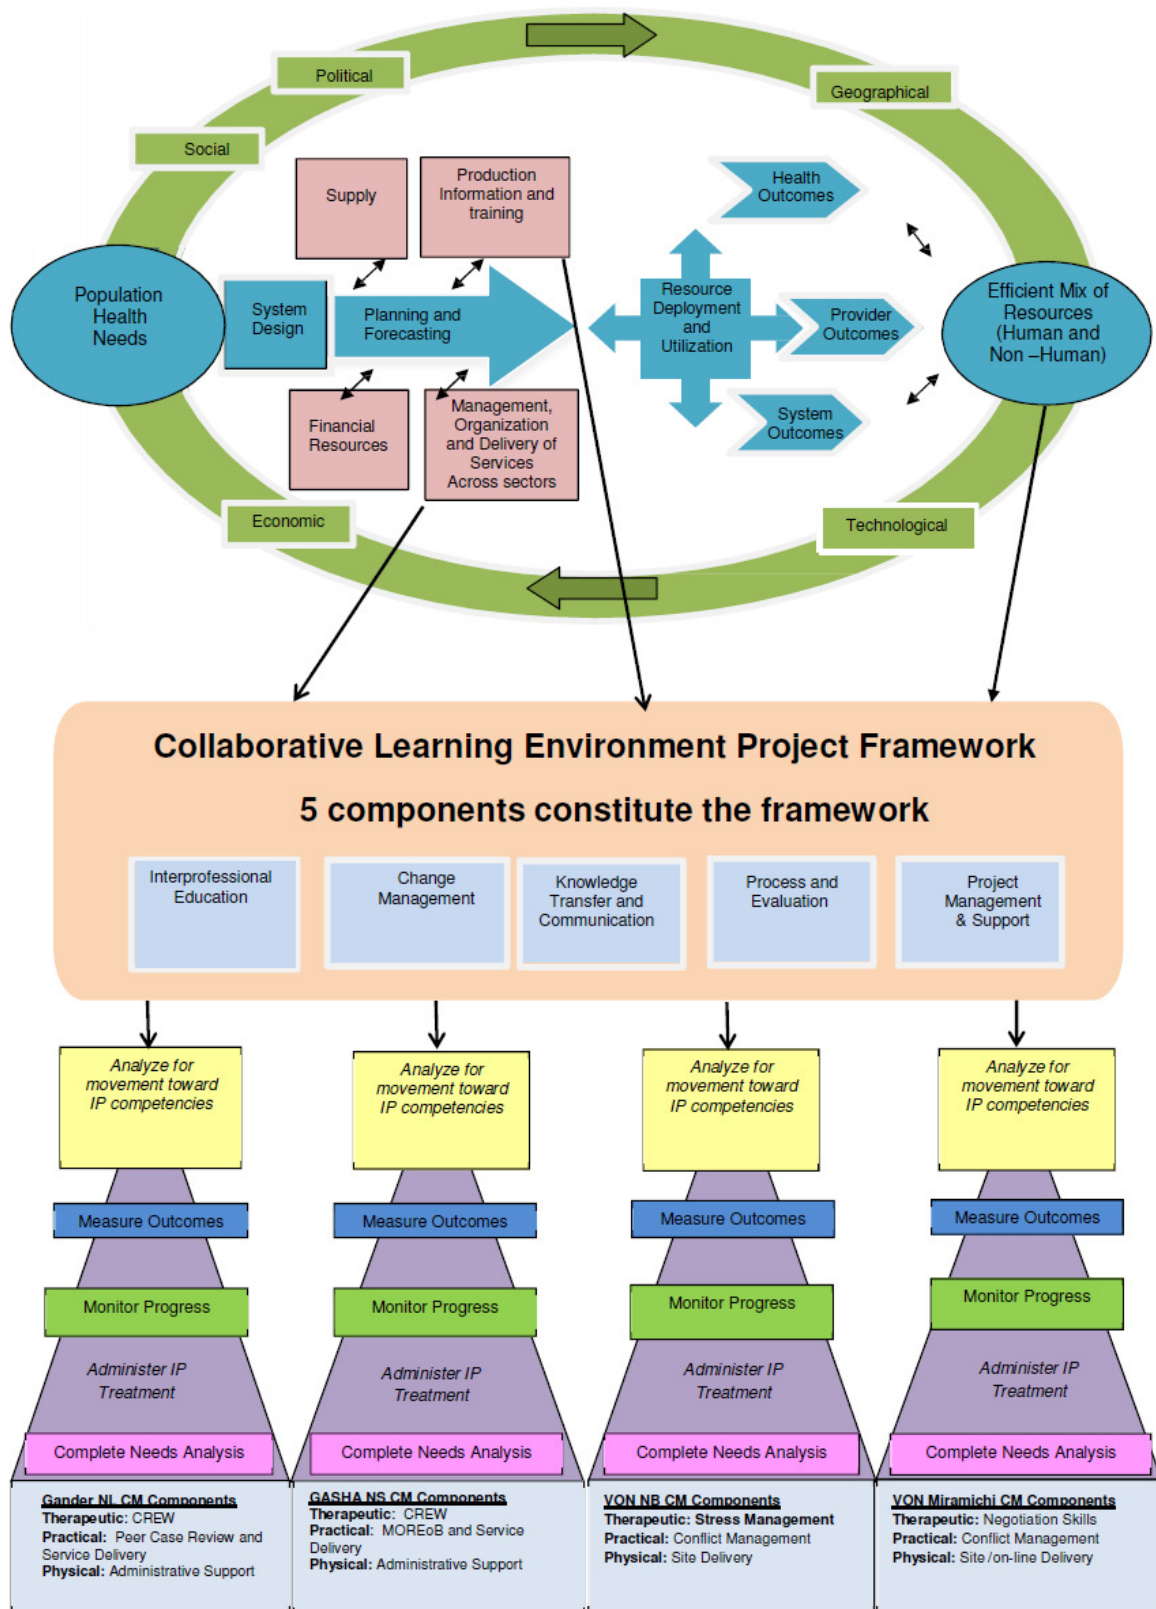 Political
Geographical
Social
Supply
Production
Information and
training
Health
Outcomes
Population
Health
Needs
System
Design
Planning and
Forecasting
Resource
Deployment
and
Utilization
Provider
Outcomes
Efficient Mix of
Resources
(Human and
Non –Human)
Financial
Resources
Management,
Organization
and Delivery of
Services
Across sectors
System
Outcomes
Economic
Technological
Collaborative Learning Environment Project Framework
5 components constitute the framework
Interprofessional
Education
Change
Management
Knowledge
Transfer and
Communication
Process and
Evaluation
Project
Management
& Support
Analyze for
movement toward
IP competencies
Measure Outcomes
Monitor Progress
Administer IP
Treatment
Complete Needs Analysis
Gander NL CM Components
Therapeutic: CREW
Practical: Peer Case Review and
Service Delivery
Physical: Administrative Support
Analyze for
movement toward
IP competencies
Measure Outcomes
Monitor Progress
Administer IP
Treatment
Complete Needs Analysis
GASHA NS CM Components
Therapeutic: CREW
Practical: MOREoB and Service
Delivery
Physical: Administrative Support
Analyze for
movement toward
IP competencies
Measure Outcomes
Monitor Progress
Administer IP
Treatment
Complete Needs Analysis
VON NB CM Components
Therapeutic: Stress Management
Practical: Conflict Management
Physical: Site Delivery
Analyze for
movement toward
IP competencies
Measure Outcomes
Monitor Progress
Administer IP
Treatment
Complete Needs Analysis
VON Miramichi CM Components
Therapeutic: Negotiation Skills
Practical: Conflict Management
Physical: Site /on-line Delivery